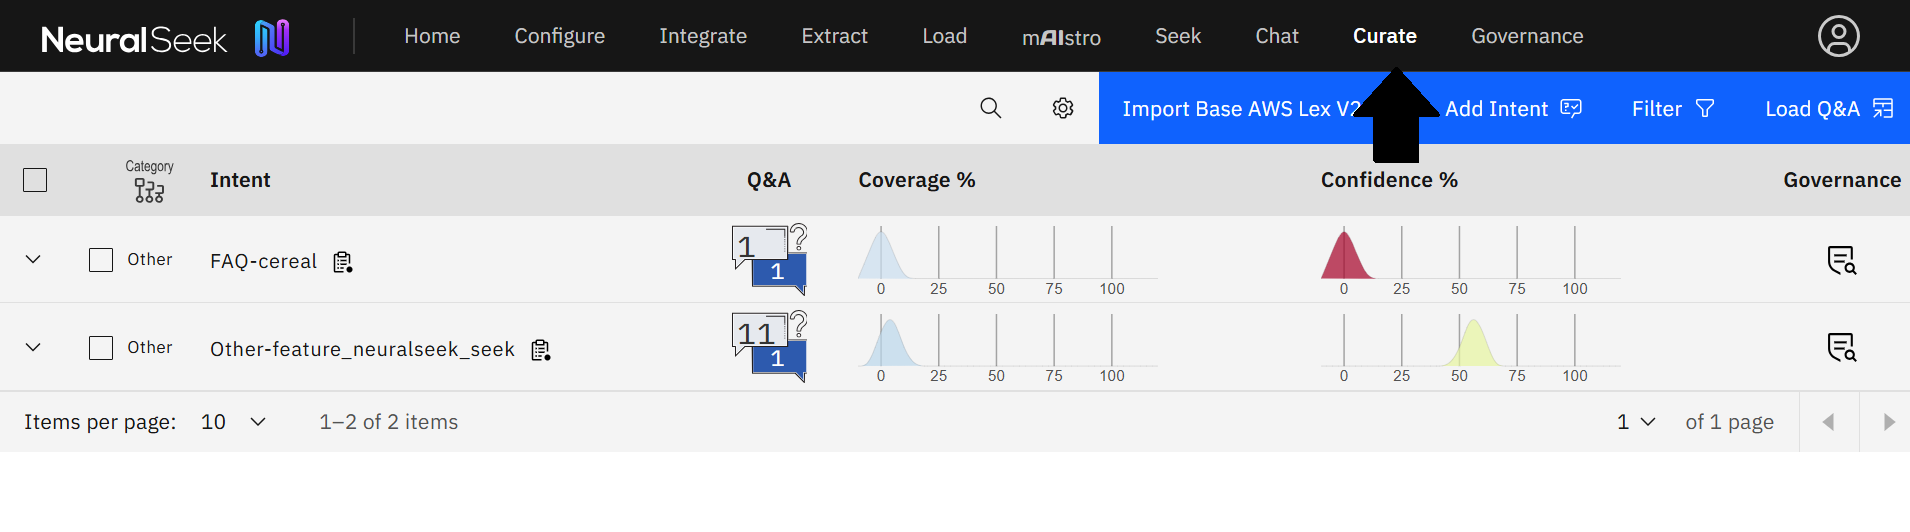 NeuralSeek Home Configure Integrate Extract Load mAIstro Seek Chat Curate Governance
Import Base AWS Lex V2 Add Intent Filter Load Q&A
Category Intent Q&A Coverage % Confidence % Governance
Other FAQ-cereal 1 ? 1
0 25 50 75 100 0 25 50 75 100
Other Other-feature_neuralseek_seek 11 ? 1
0 25 50 75 100 0 25 50 75 100
Items per page: 10 1–2 of 2 items 1 of 1 page